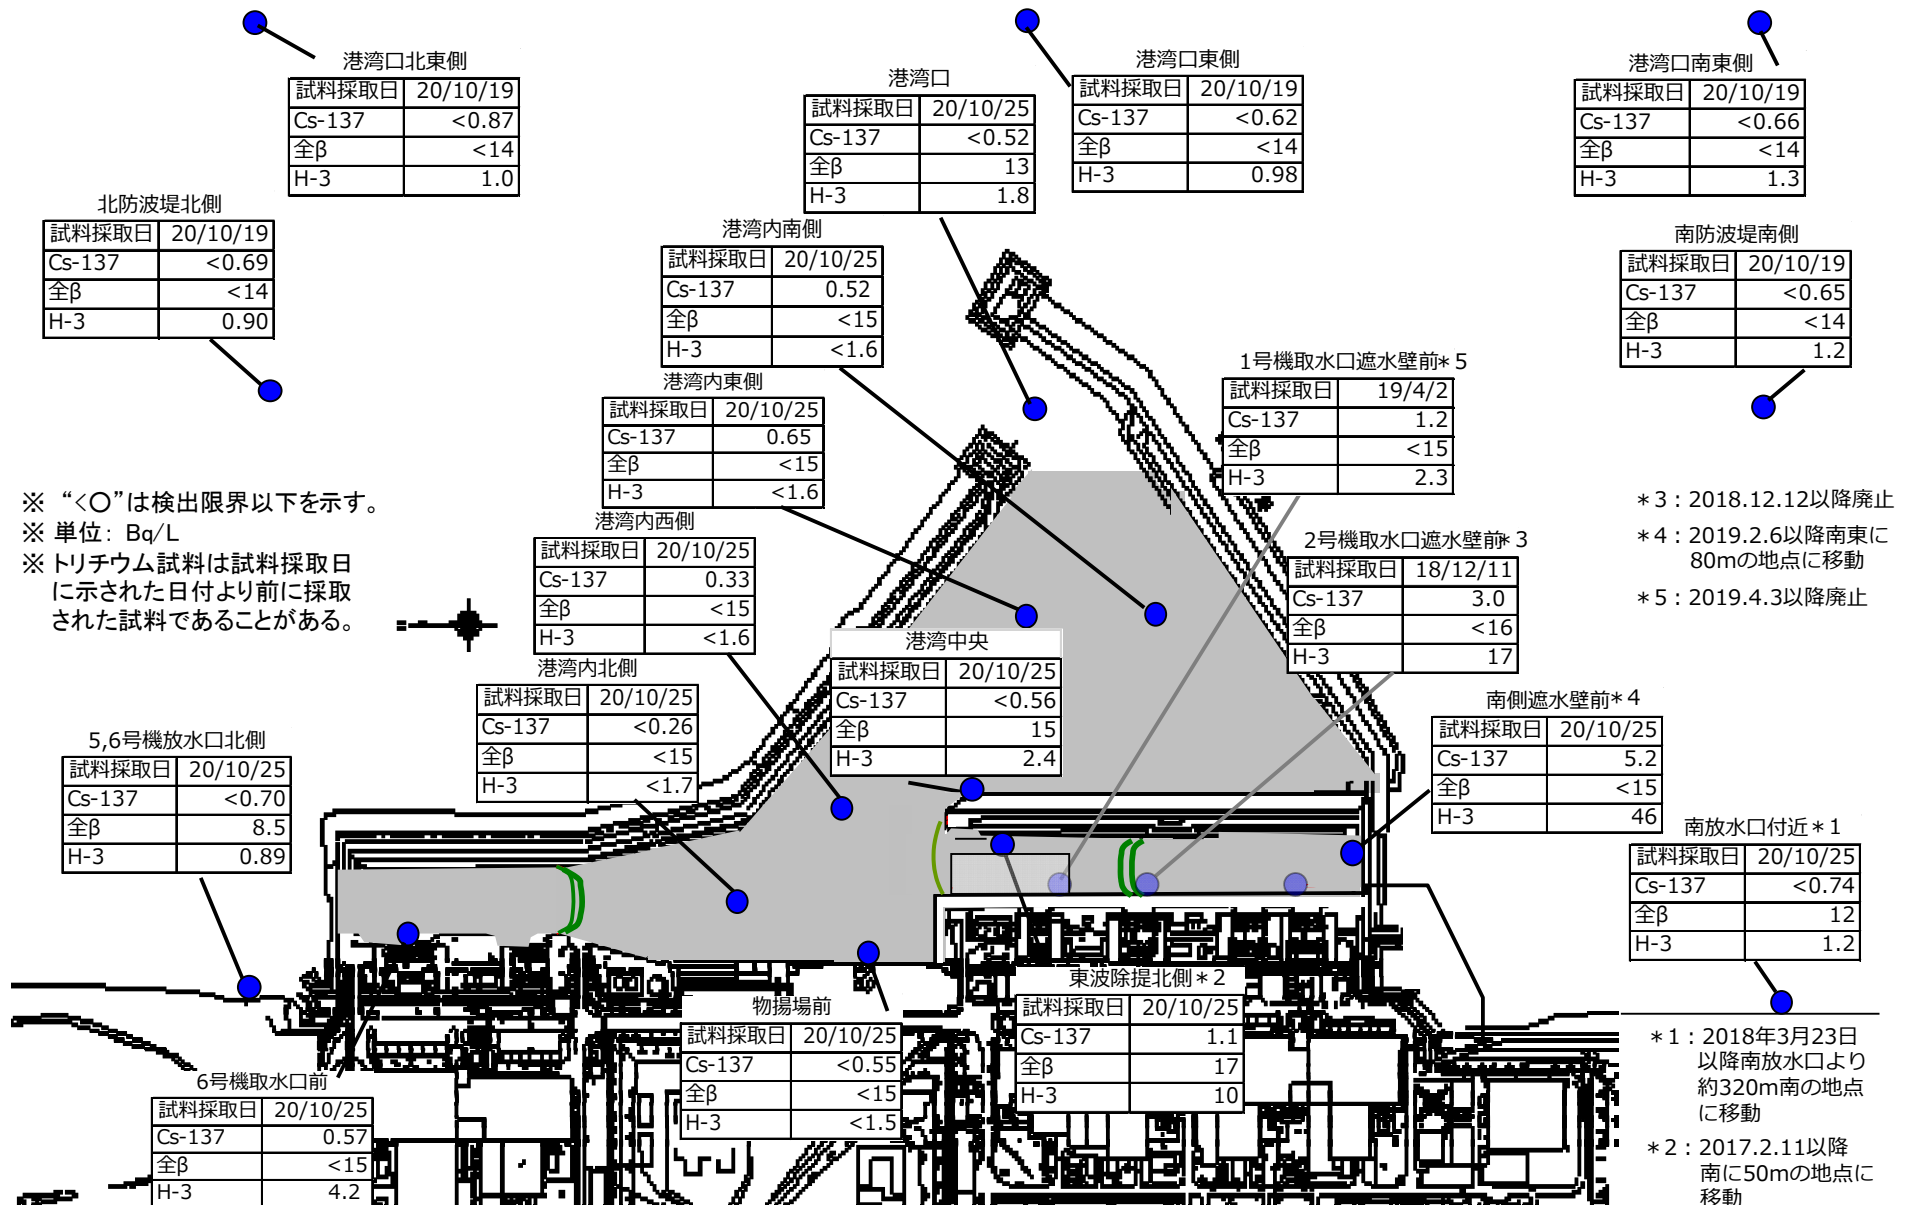 港湾口北東側
試料採取日 20/10/19
Cs-137 <0.87
全β <14
H-3 1.0
港湾口
試料採取日 20/10/25
Cs-137 <0.52
全β 13
H-3 1.8
港湾口東側
試料採取日 20/10/19
Cs-137 <0.62
全β <14
H-3 0.98
港湾口南東側
試料採取日 20/10/19
Cs-137 <0.66
全β <14
H-3 1.3
北防波堤北側
試料採取日 20/10/19
Cs-137 <0.69
全β <14
H-3 0.90
港湾内南側
試料採取日 20/10/25
Cs-137 0.52
全β <15
H-3 <1.6
南防波堤南側
試料採取日 20/10/19
Cs-137 <0.65
全β <14
H-3 1.2
港湾内東側
試料採取日 20/10/25
Cs-137 0.65
全β <15
H-3 <1.6
1号機取水口遮水壁前*5
試料採取日 19/4/2
Cs-137 1.2
全β <15
H-3 2.3
※ “<○”は検出限界以下を示す。
※ 単位: Bq/L
※ トリチウム試料は試料採取日
に示された日付より前に採取
された試料であることがある。
港湾内西側
試料採取日 20/10/25
Cs-137 0.33
全β <15
H-3 <1.6
2号機取水口遮水壁前*3
試料採取日 18/12/11
Cs-137 3.0
全β <16
H-3 17
*3:2018.12.12以降廃止
*4:2019.2.6以降南東に
80mの地点に移動
*5:2019.4.3以降廃止
港湾中央
試料採取日 20/10/25
Cs-137 <0.56
全β 15
H-3 2.4
港湾内北側
試料採取日 20/10/25
Cs-137 <0.26
全β <15
H-3 <1.7
南側遮水壁前*4
試料採取日 20/10/25
Cs-137 5.2
全β <15
H-3 46
5,6号機放水口北側
試料採取日 20/10/25
Cs-137 <0.70
全β 8.5
H-3 0.89
南放水口付近*1
試料採取日 20/10/25
Cs-137 <0.74
全β 12
H-3 1.2
東波除堤北側*2
試料採取日 20/10/25
Cs-137 1.1
全β 17
H-3 10
物揚場前
試料採取日 20/10/25
Cs-137 <0.55
全β <15
H-3 <1.5
6号機取水口前
試料採取日 20/10/25
Cs-137 0.57
全β <15
H-3 4.2
*1:2018年3月23日
以降南放水口より
約320m南の地点
に移動
*2:2017.2.11以降
南に50mの地点に
移動